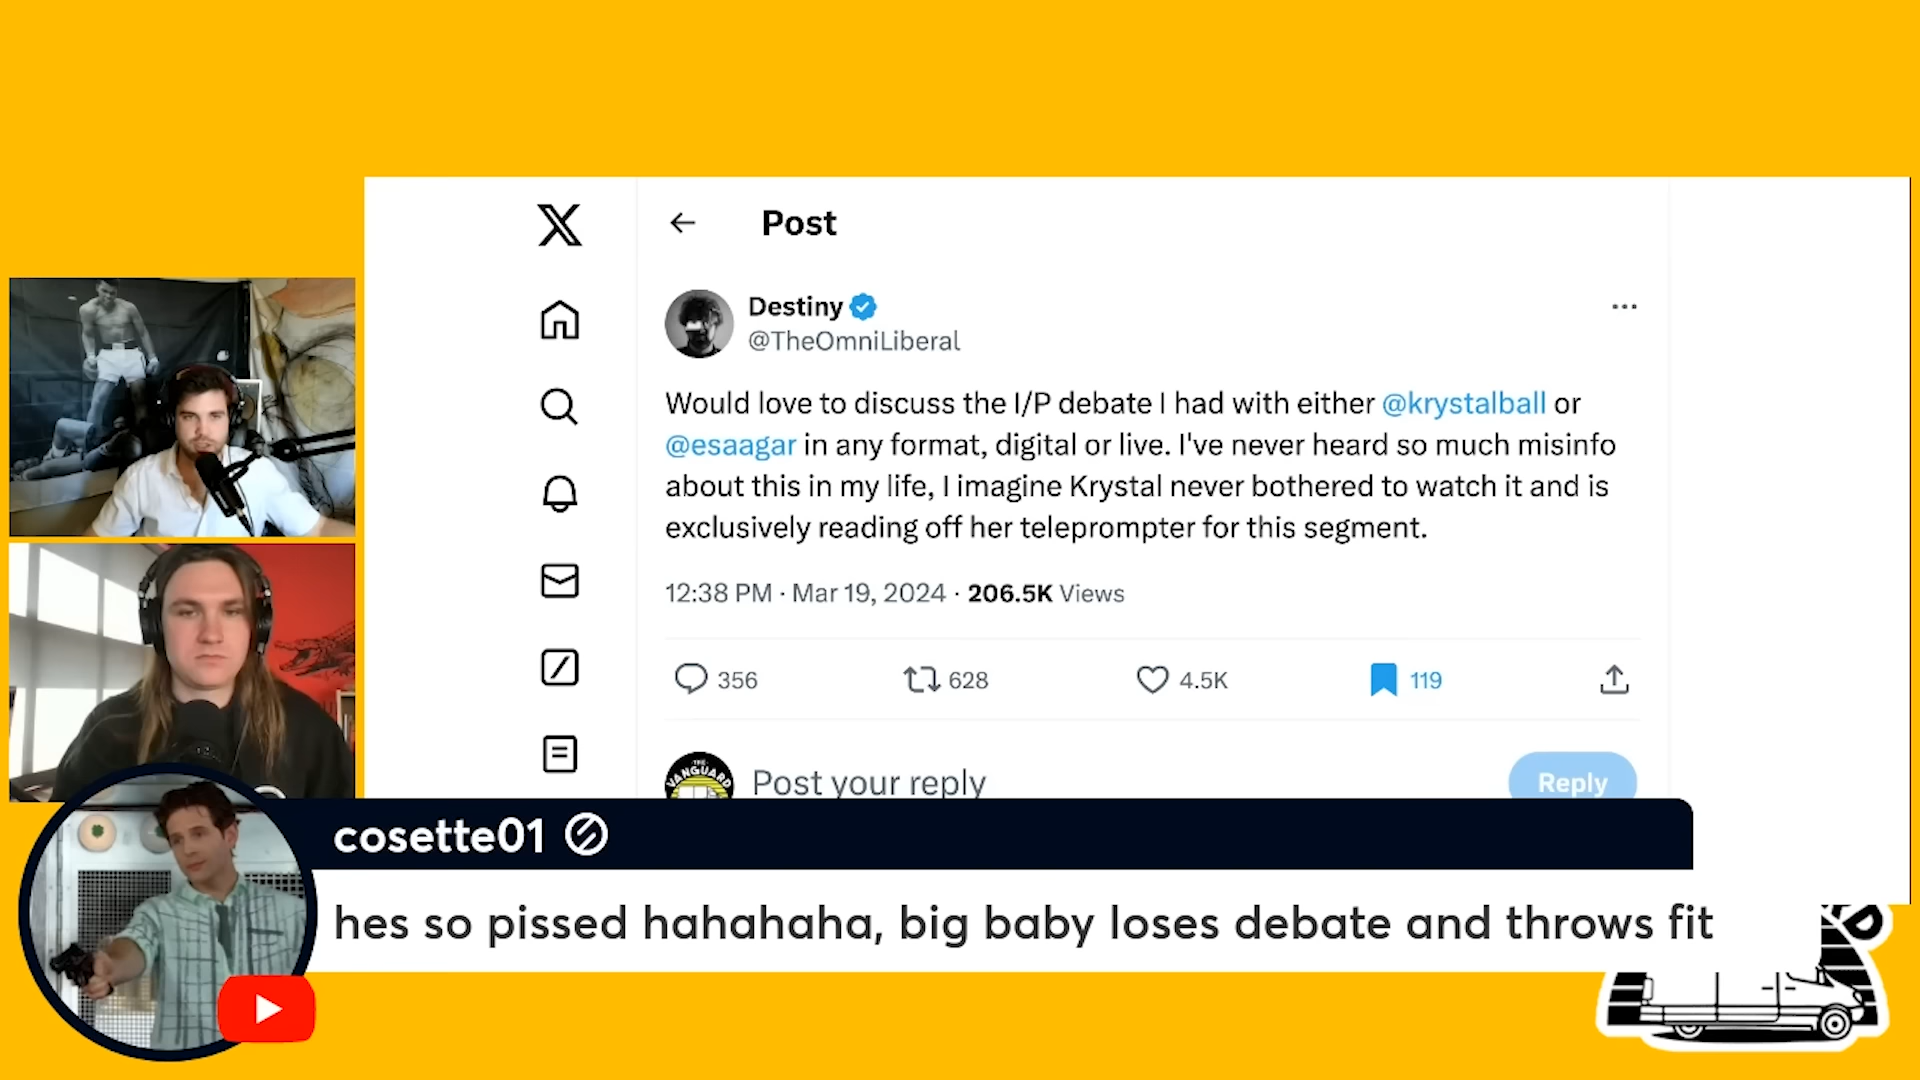 Post
Destiny
@TheOmniLiberal
Would love to discuss the I/P debate I had with either @krystalball or
@esaagar in any format, digital or live. I've never heard so much misinfo
about this in my life, I imagine Krystal never bothered to watch it and is
exclusively reading off her teleprompter for this segment.
12:38 PM · Mar 19, 2024 · 206.5K Views
356 628 4.5K 119
THE
VANGUARD
Post your reply
Reply
cosette01
hes so pissed hahahaha, big baby loses debate and throws fit